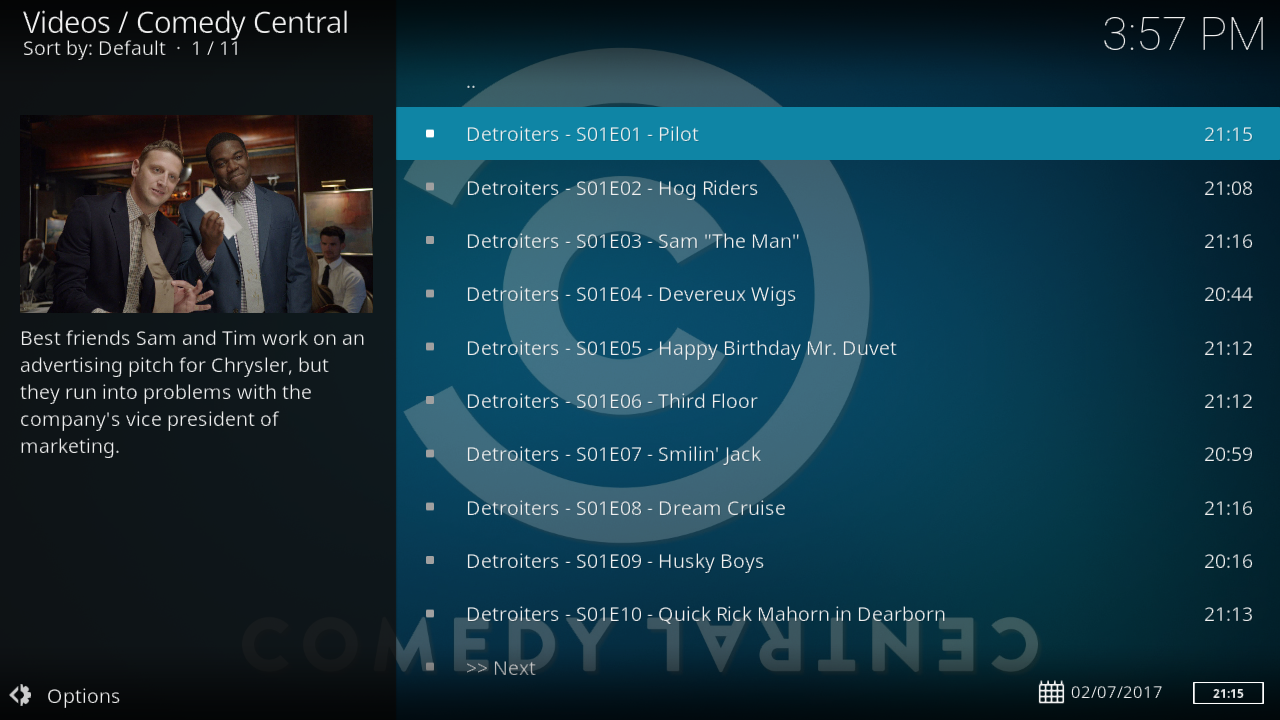 Videos / Comedy Central
Sort by: Default · 1 / 11
3:57 PM
..
Detroiters - S01E01 - Pilot 21:15
Detroiters - S01E02 - Hog Riders 21:08
Detroiters - S01E03 - Sam "The Man" 21:16
Detroiters - S01E04 - Devereux Wigs 20:44
Detroiters - S01E05 - Happy Birthday Mr. Duvet 21:12
Detroiters - S01E06 - Third Floor 21:12
Detroiters - S01E07 - Smilin' Jack 20:59
Detroiters - S01E08 - Dream Cruise 21:16
Detroiters - S01E09 - Husky Boys 20:16
Detroiters - S01E10 - Quick Rick Mahorn in Dearborn 21:13
>> Next
Best friends Sam and Tim work on an
advertising pitch for Chrysler, but
they run into problems with the
company's vice president of
marketing.
COMEDY CENTRAL
Options
02/07/2017
21:15